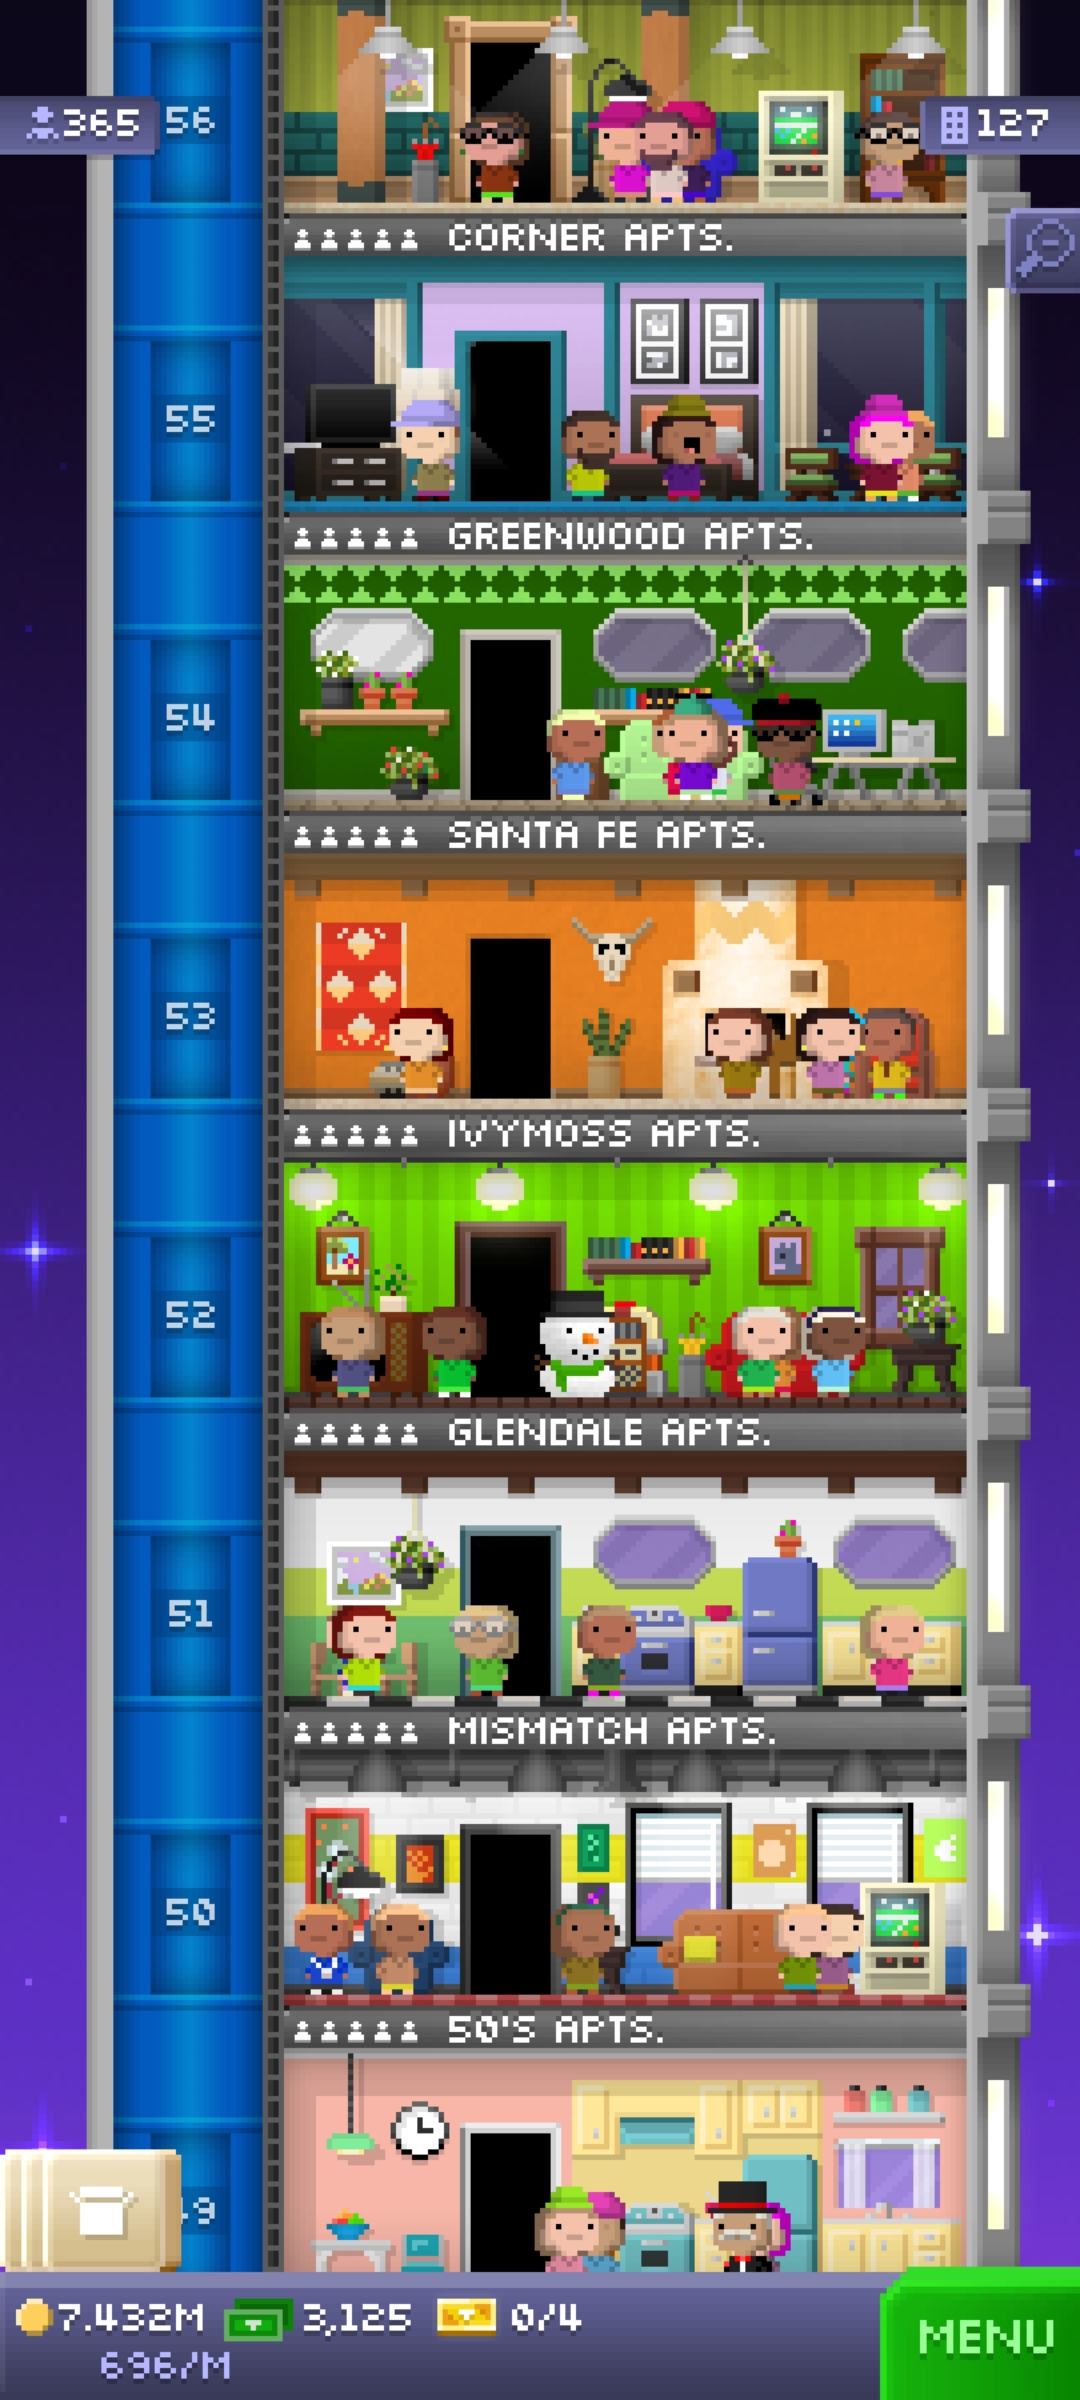 365
56
127
CORNER APTS.
55
GREENWOOD APTS.
54
SANTA FE APTS.
53
IVYMOSS APTS.
52
GLENDALE APTS.
51
MISMATCH APTS.
50
50'S APTS.
49
7.432M 3,125 0/4
696/M
MENU